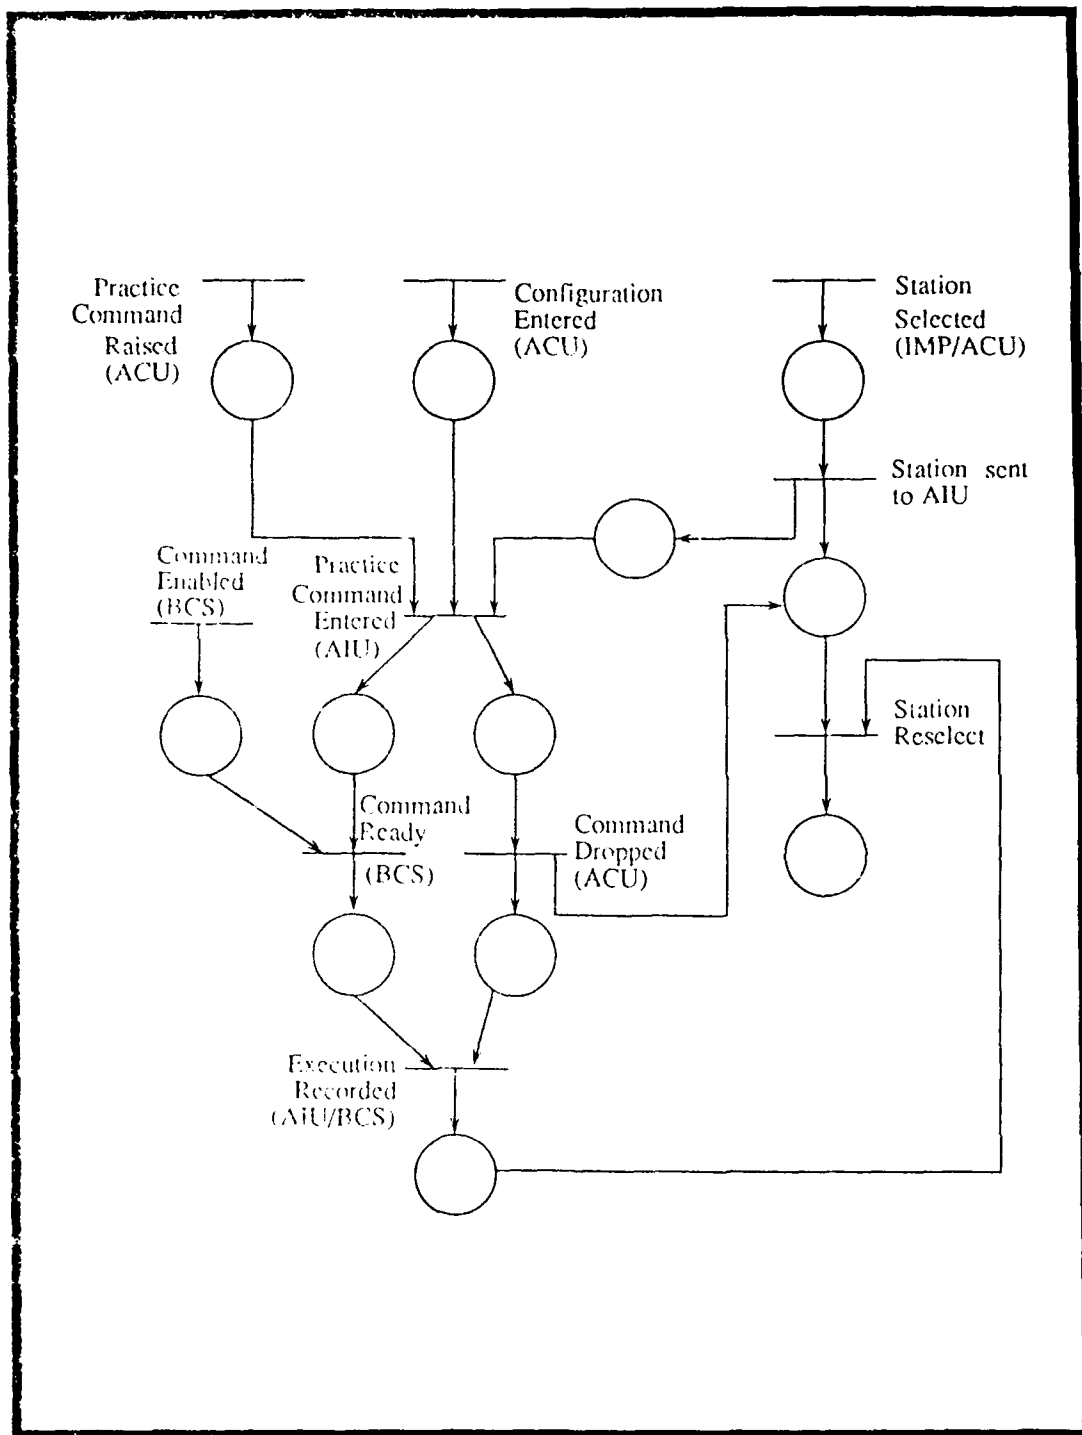 Practice
Command
Raised
(ACU)
Configuration
Entered
(ACU)
Station
Selected
(IMP/ACU)
Station sent
to AIU
Command
Enabled
(BCS)
Practice
Command
Entered
(AIU)
Station
Reselect
Command
Ready
(BCS)
Command
Dropped
(ACU)
Execution
Recorded
(AIU/BCS)